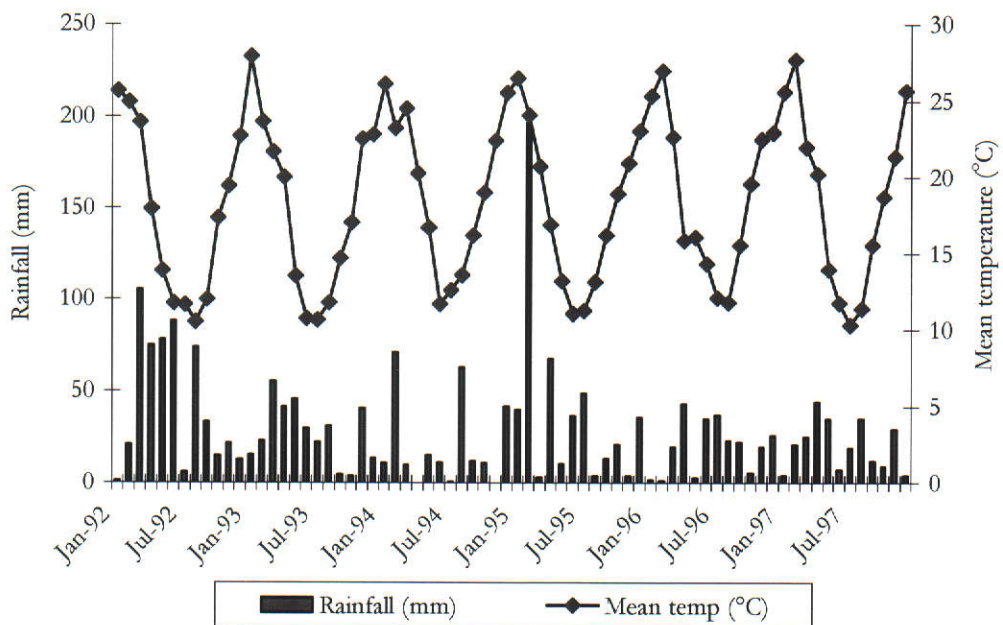 250
200
150
100
50
0
Rainfall (mm)
30
25
20
15
10
5
0
Mean temperature (°C)
Jan-92
Jul-92
Jan-93
Jul-93
Jan-94
Jul-94
Jan-95
Jul-95
Jan-96
Jul-96
Jan-97
Jul-97
Rainfall (mm)
Mean temp (°C)